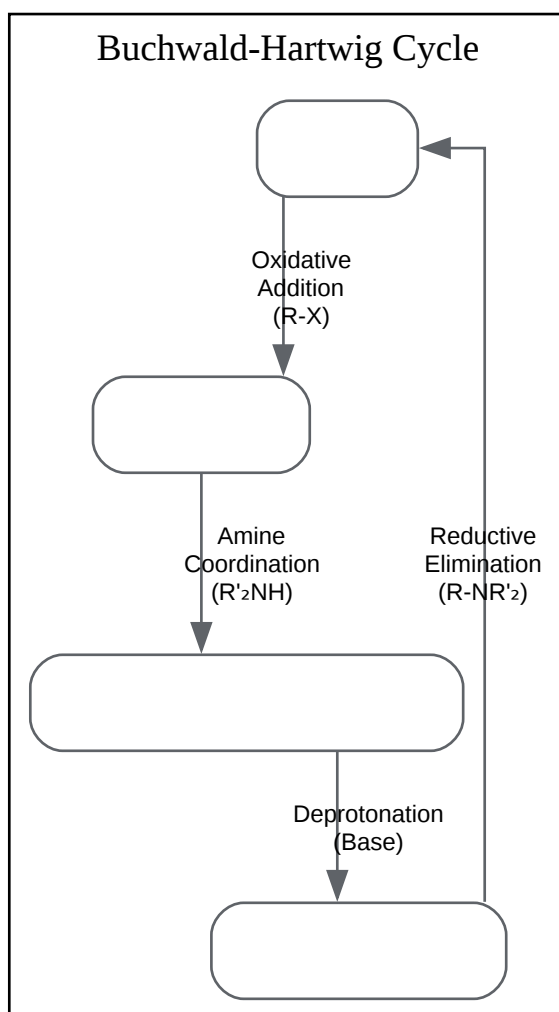 Buchwald-Hartwig Cycle
Oxidative
Addition
(R-X)
Amine
Coordination
(R'₂NH)
Reductive
Elimination
(R-NR'₂)
Deprotonation
(Base)